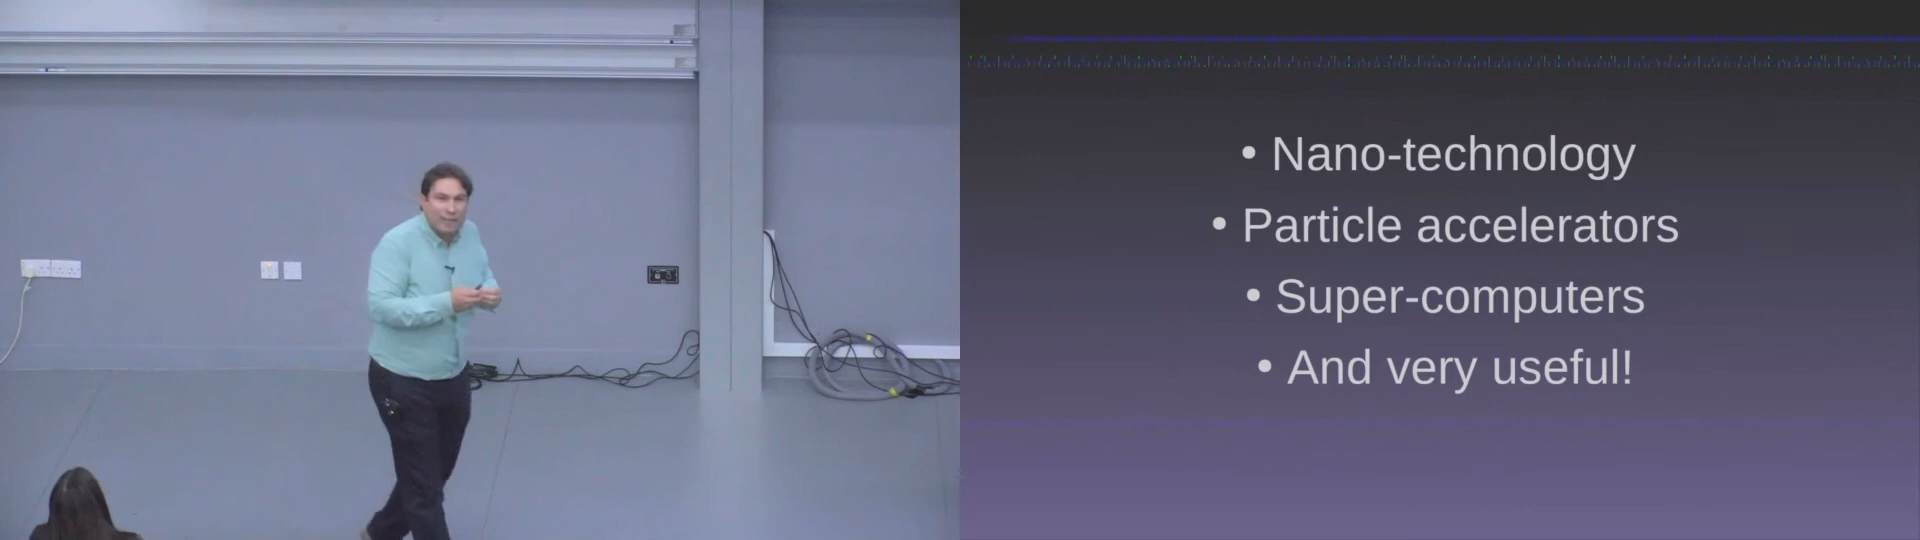 • Nano-technology
• Particle accelerators
• Super-computers
• And very useful!